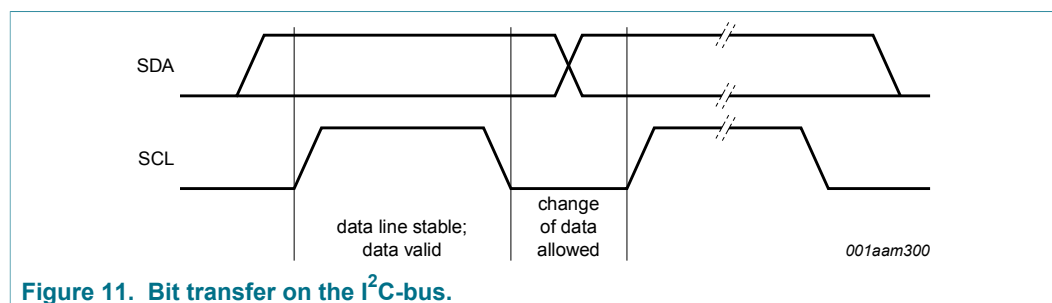 SDA
SCL
data line stable;
data valid
change
of data
allowed
001aam300
Figure 11. Bit transfer on the I²C-bus.